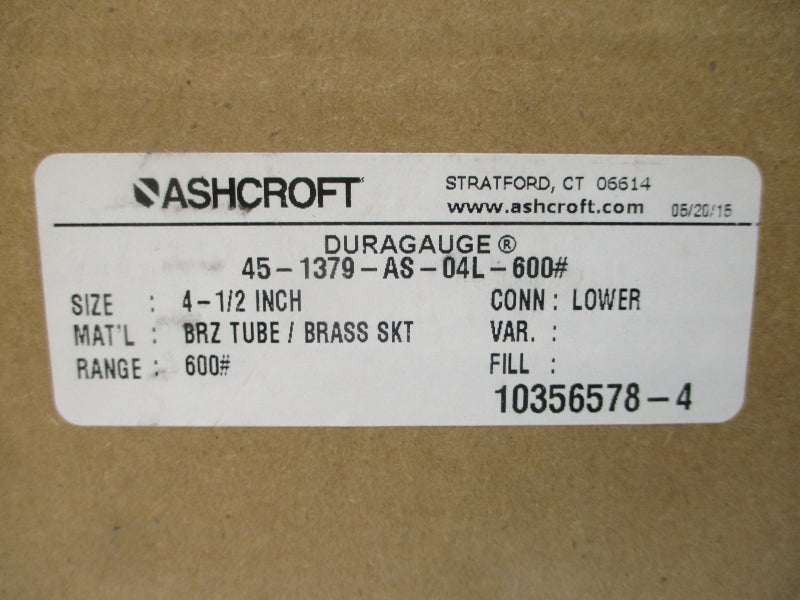 ASHCROFT
STRATFORD, CT 06614
www.ashcroft.com 05/20/15
DURAGAUGE ®
45-1379-AS-04L-600#
SIZE : 4-1/2 INCH CONN : LOWER
MAT'L : BRZ TUBE / BRASS SKT VAR. :
RANGE : 600# FILL :
10356578-4